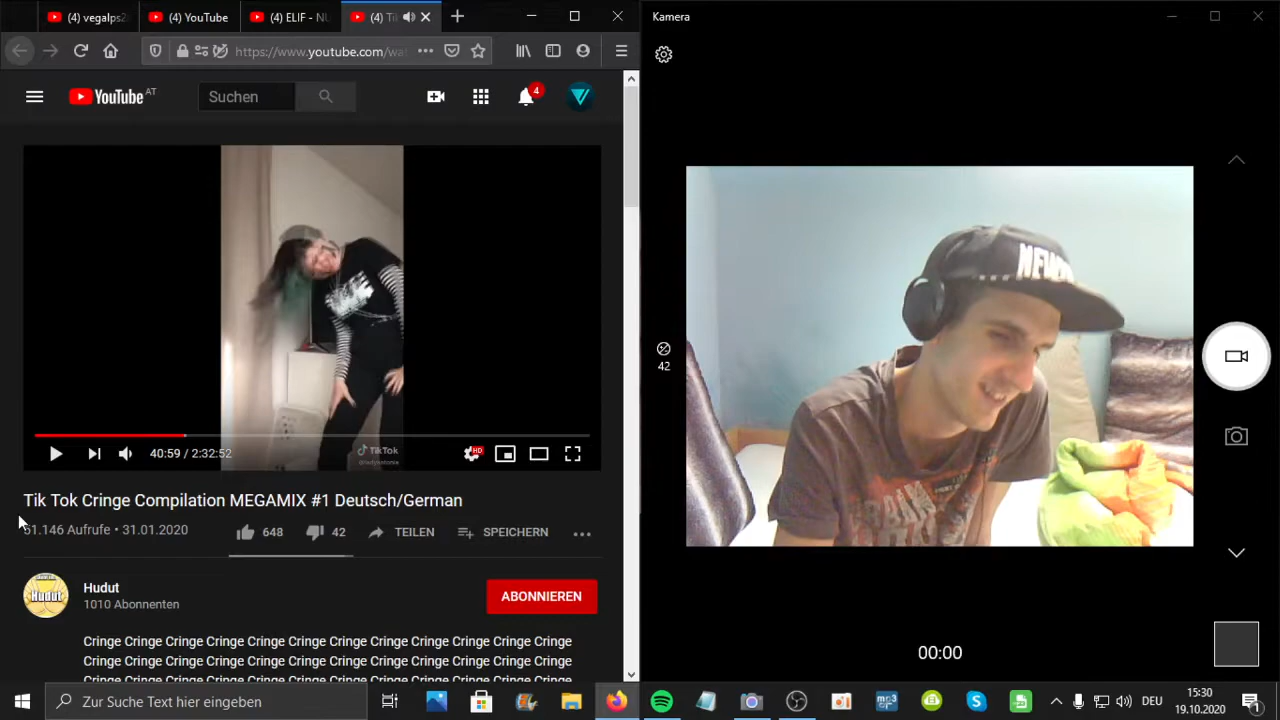 (4) vegalps2
(4) YouTube
(4) ELIF - NU
(4) Ti
https://www.youtube.com/wa
YouTube AT
Suchen
4
40:59 / 2:32:52
HD
TikTok
Tik Tok Cringe Compilation MEGAMIX #1 Deutsch/German
61.146 Aufrufe • 31.01.2020
648
42
TEILEN
SPEICHERN
Hudut
Hudut
1010 Abonnenten
ABONNIEREN
Cringe Cringe Cringe Cringe Cringe Cringe Cringe Cringe Cringe Cringe Cringe Cringe
Cringe Cringe Cringe Cringe Cringe Cringe Cringe Cringe Cringe Cringe Cringe Cringe
Kamera
42
00:00
Zur Suche Text hier eingeben
mp3
DEU
15:30
19.10.2020
1